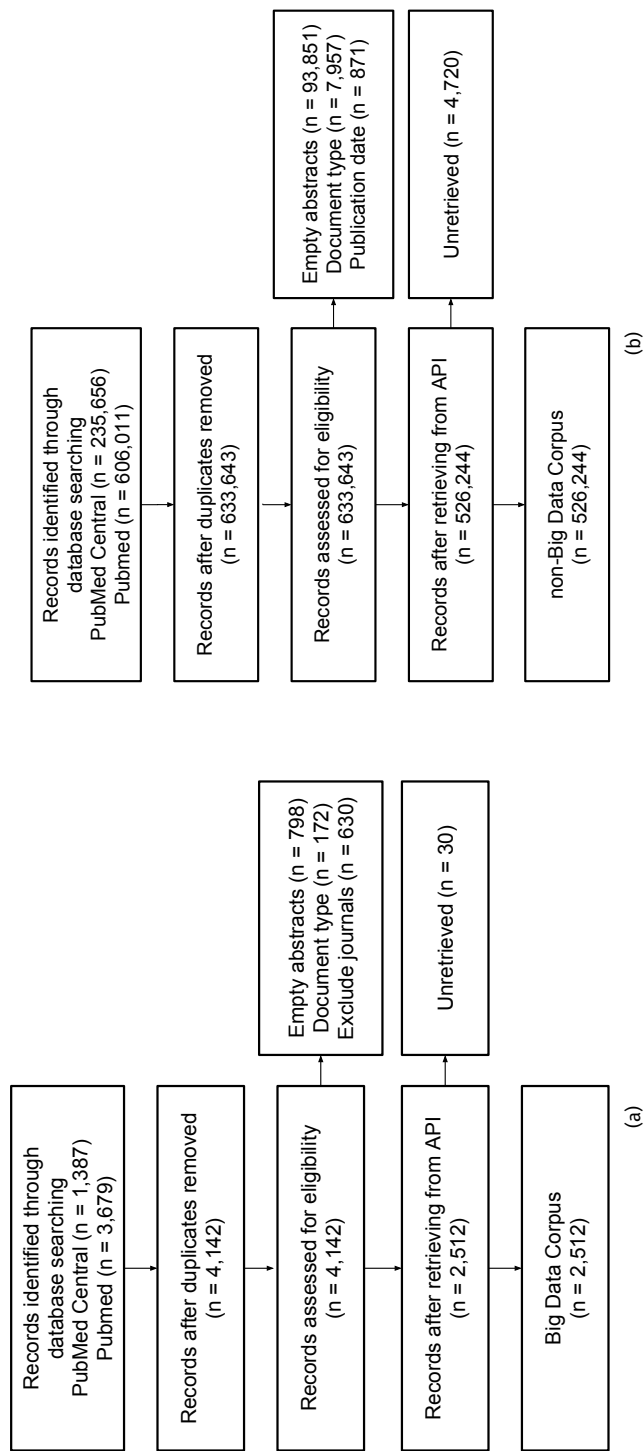 Records identified through
database searching
PubMed Central (n = 1,387)
Pubmed (n = 3,679)
Records after duplicates removed
(n = 4,142)
Records assessed for eligibility
(n = 4,142)
Empty abstracts (n = 798)
Document type (n = 172)
Exclude journals (n = 630)
Records after retrieving from API
(n = 2,512)
Unretrieved (n = 30)
Big Data Corpus
(n = 2,512)
(a)
Records identified through
database searching
PubMed Central (n = 235,656)
Pubmed (n = 606,011)
Records after duplicates removed
(n = 633,643)
Records assessed for eligibility
(n = 633,643)
Empty abstracts (n = 93,851)
Document type (n = 7,957)
Publication date (n = 871)
Records after retrieving from API
(n = 526,244)
Unretrieved (n = 4,720)
non-Big Data Corpus
(n = 526,244)
(b)